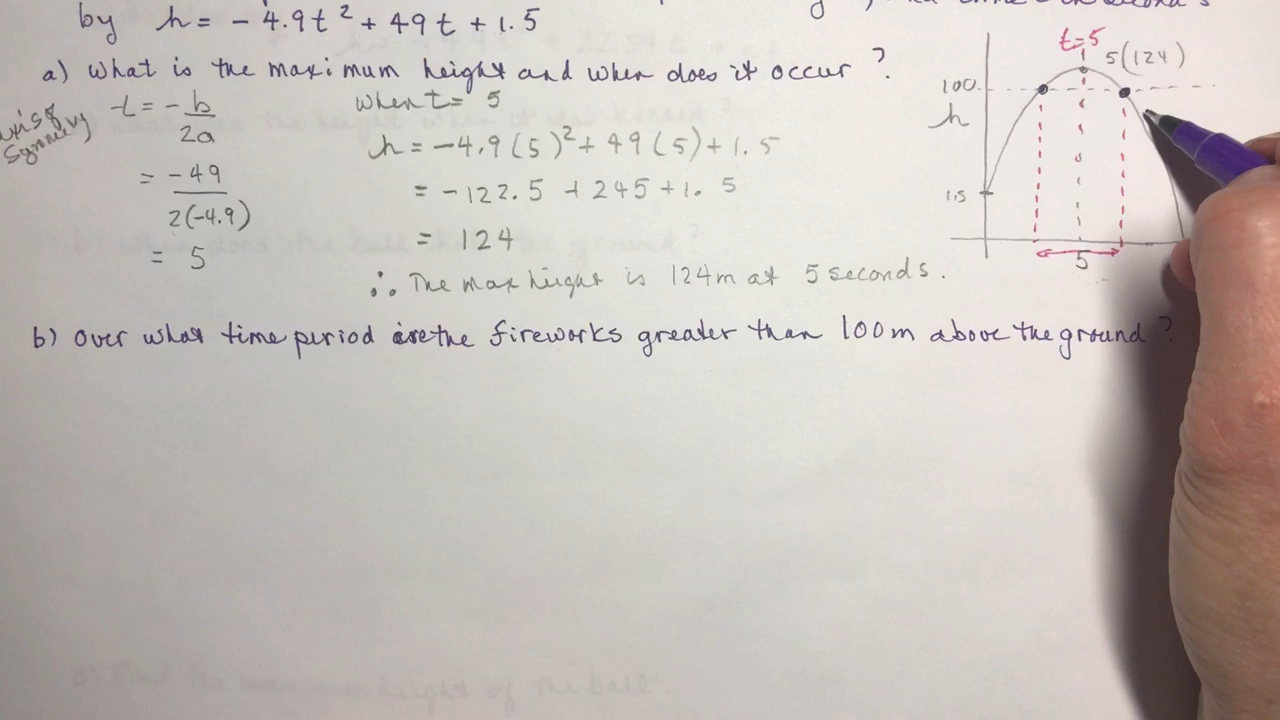 by h = -4.9t² + 49t + 1.5
a) What is the maximum height and when does it occur ?
axis of symmetry
t = -b/2a
= -49/2(-4.9)
= 5
when t = 5
h = -4.9(5)² + 49(5) + 1.5
= -122.5 + 245 + 1.5
= 124
∴ The max height is 124m at 5 seconds.
t=5
5(124)
100
h
1.5
5
b) Over what time period are the fireworks greater than 100m above the ground ?